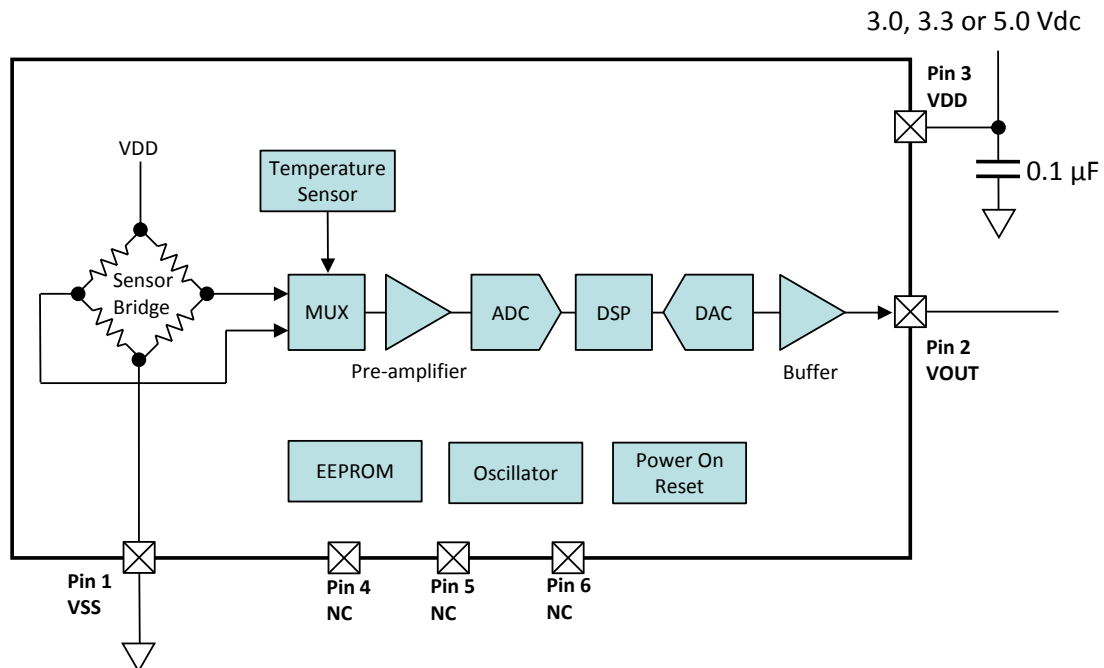 3.0, 3.3 or 5.0 Vdc
Pin 3
VDD
0.1 µF
VDD
Temperature
Sensor
Sensor
Bridge
MUX
Pre-amplifier
ADC
DSP
DAC
Buffer
Pin 2
VOUT
EEPROM
Oscillator
Power On
Reset
Pin 1
VSS
Pin 4
NC
Pin 5
NC
Pin 6
NC